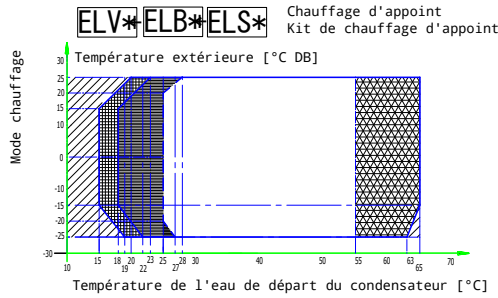 ELV* ELB* ELS*
Chauffage d'appoint
Kit de chauffage d'appoint
Mode chauffage
Température extérieure [°C DB]
30
25
20
15
10
0
-10
-15
-20
-25
-30
10 15 18 19 20 22 23 25 27 28 30 40 50 55 60 63 65 70
Température de l'eau de départ du condensateur [°C]